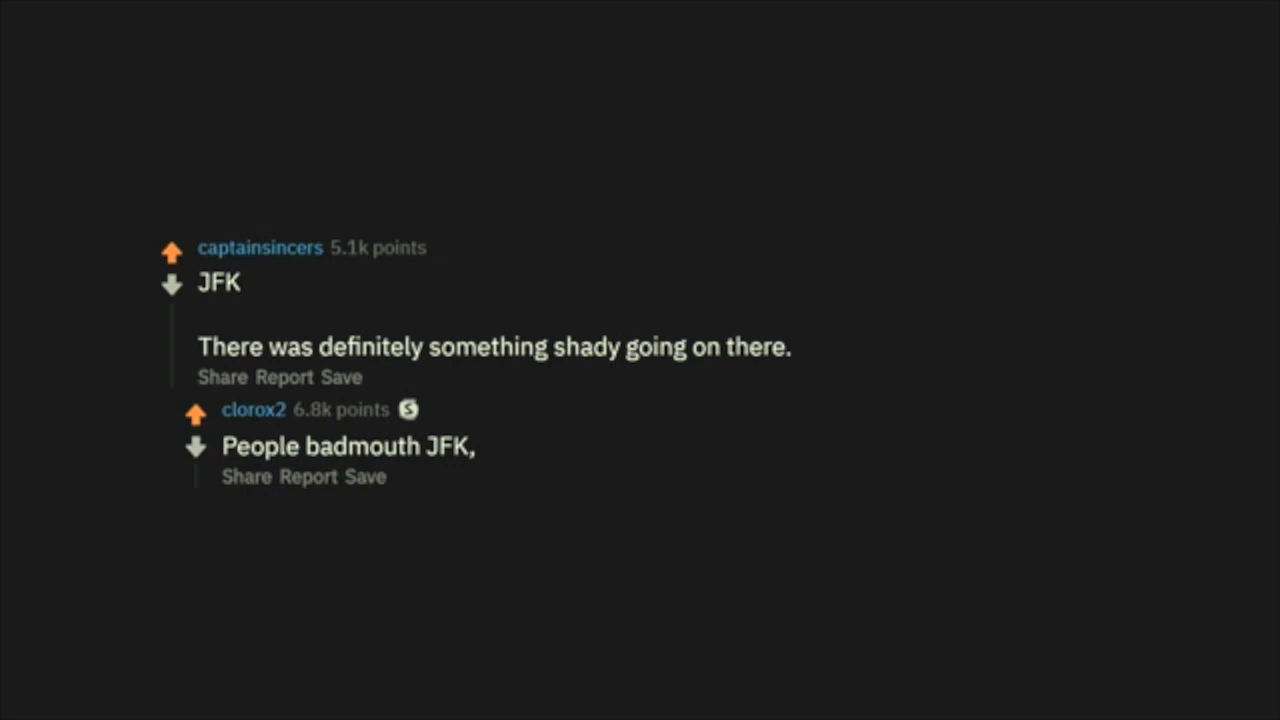 captainsincers 5.1k points
JFK
There was definitely something shady going on there.
Share Report Save
clorox2 6.8k points S
People badmouth JFK,
Share Report Save